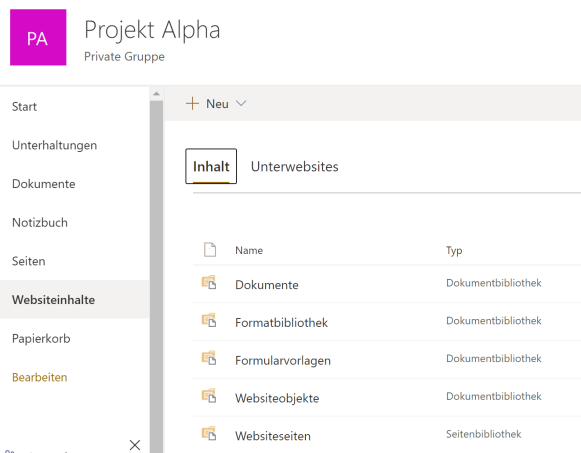 PA
Projekt Alpha
Private Gruppe
Start
Unterhaltungen
Dokumente
Notizbuch
Seiten
Websiteinhalte
Papierkorb
Bearbeiten
Neu
Inhalt Unterwebsites
Name Typ
Dokumente Dokumentbibliothek
Formatbibliothek Dokumentbibliothek
Formularvorlagen Dokumentbibliothek
Websiteobjekte Dokumentbibliothek
Websiteseiten Seitenbibliothek